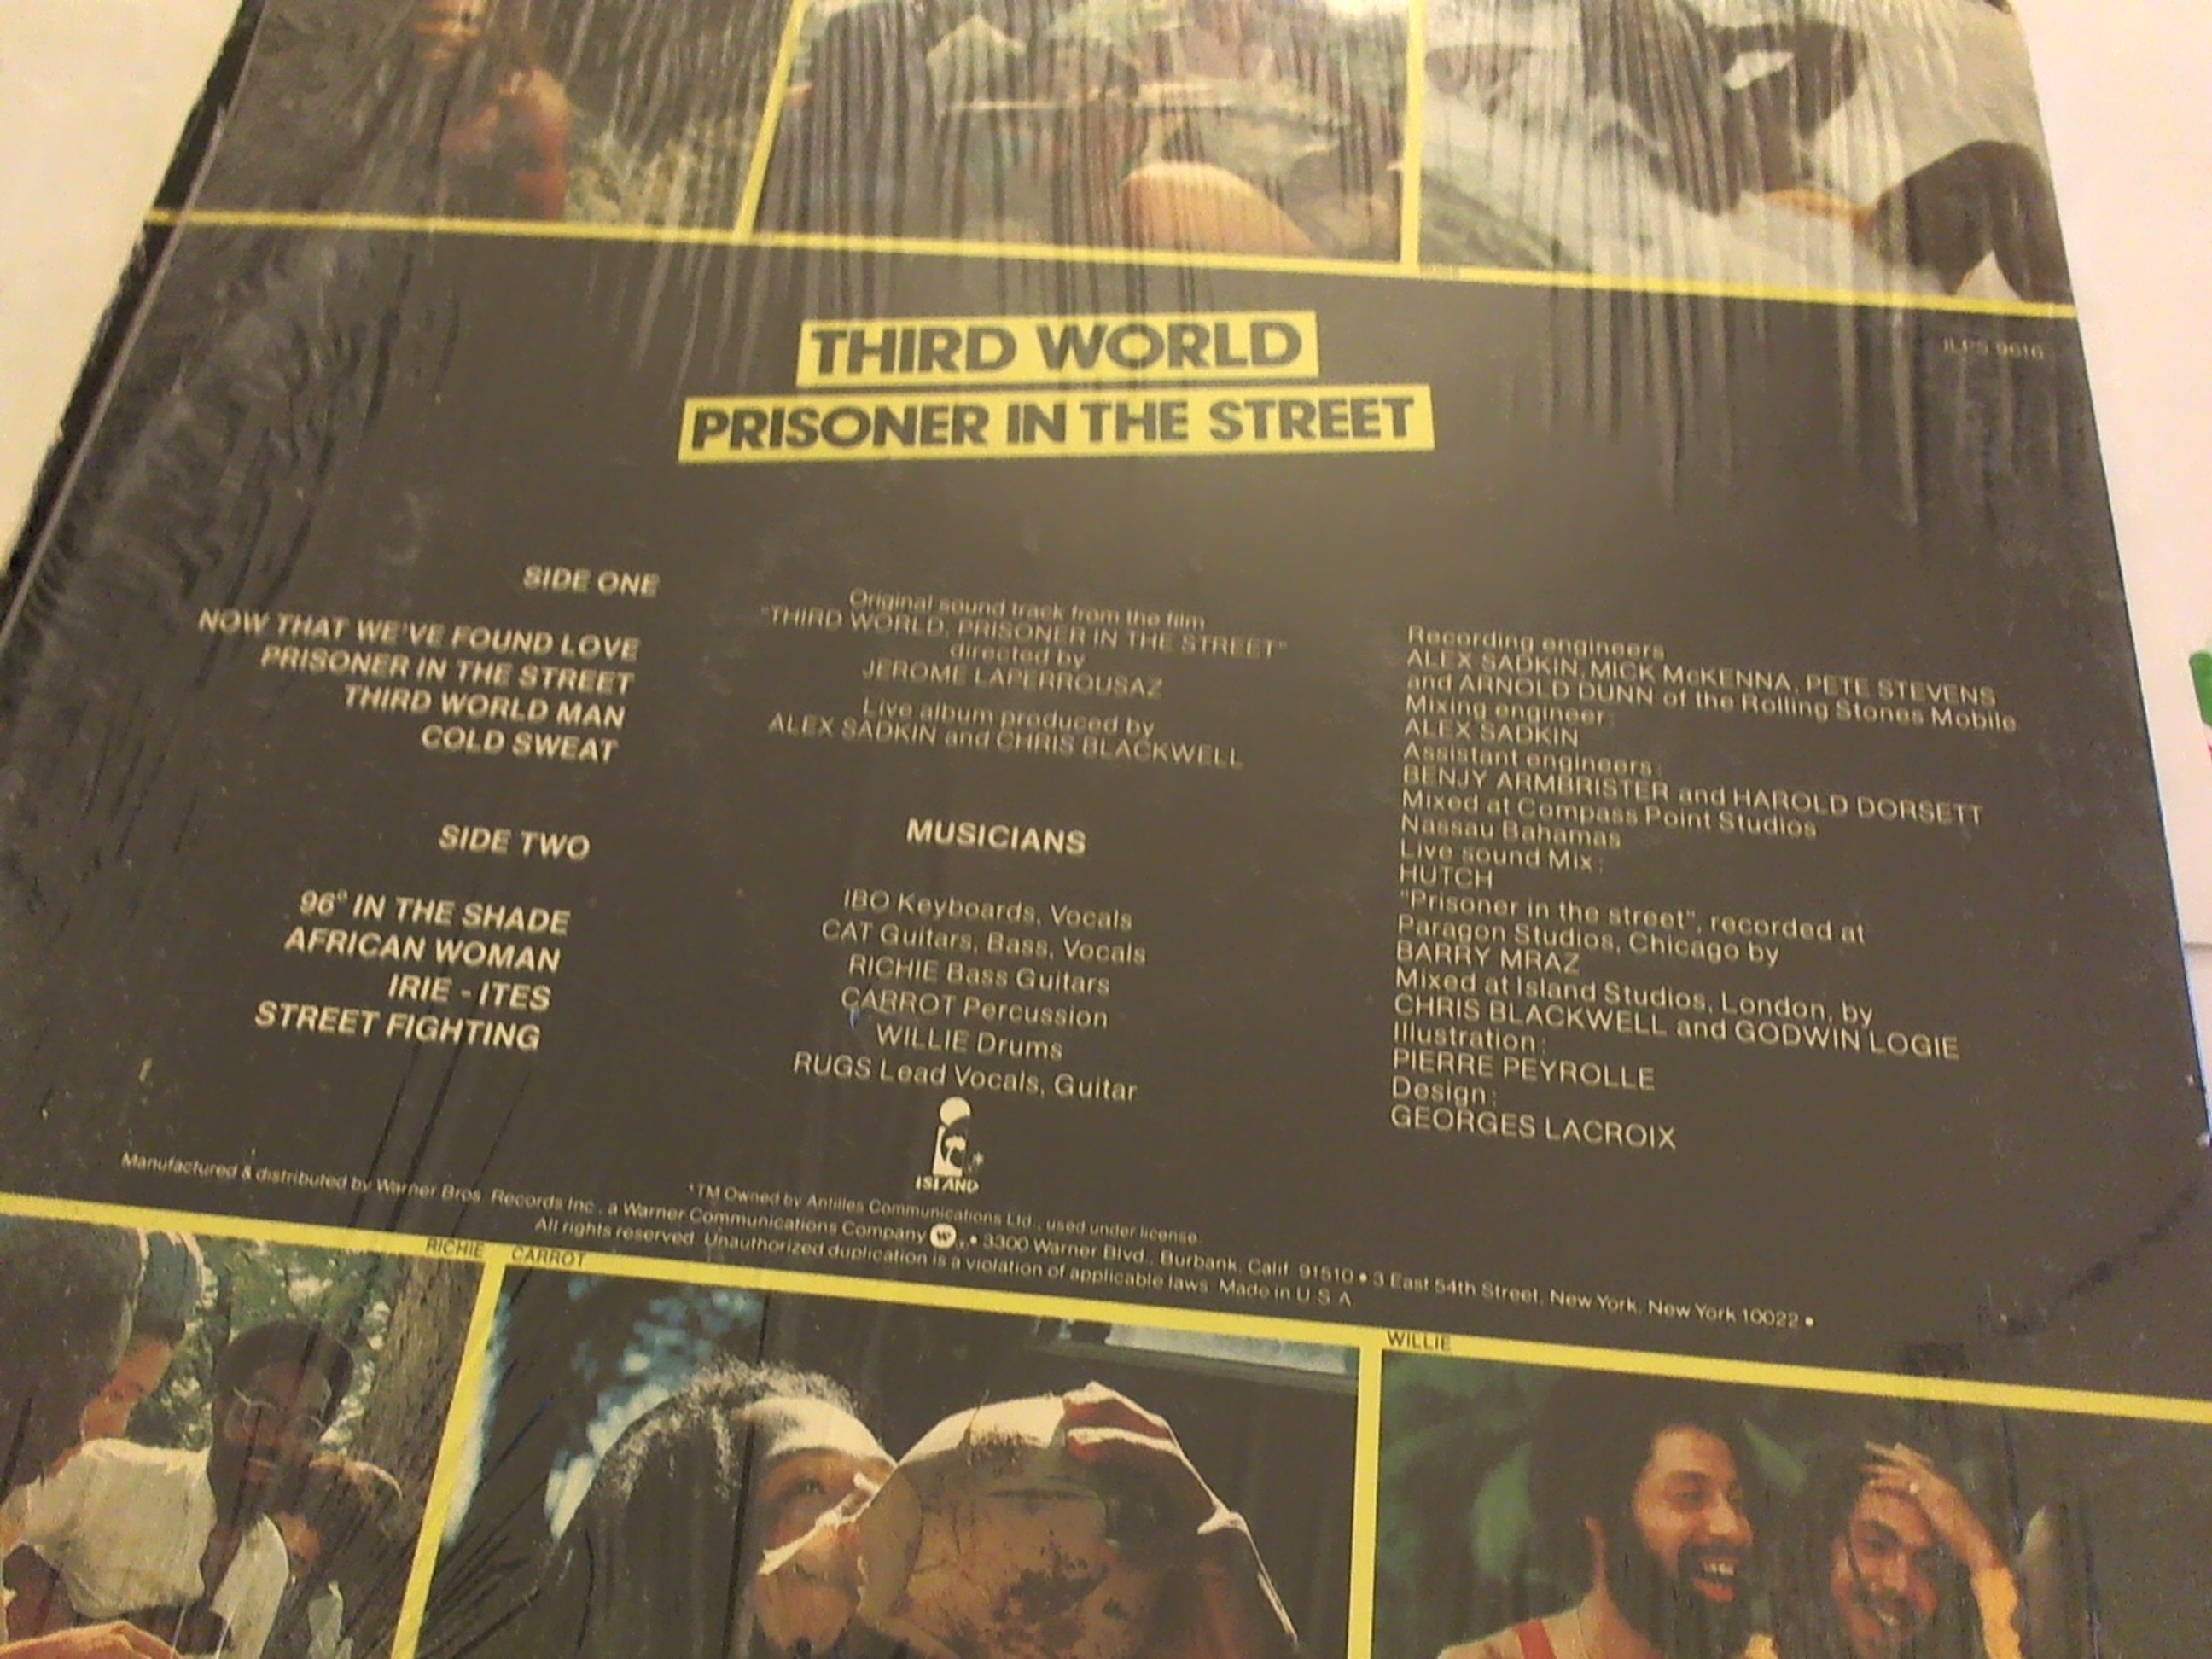 THIRD WORLD
PRISONER IN THE STREET
ILPS 9616
SIDE ONE
NOW THAT WE'VE FOUND LOVE
PRISONER IN THE STREET
THIRD WORLD MAN
COLD SWEAT
SIDE TWO
96° IN THE SHADE
AFRICAN WOMAN
IRIE - ITES
STREET FIGHTING
Original sound track from the film
"THIRD WORLD, PRISONER IN THE STREET"
directed by
JEROME LAPERROUSAZ
Live album produced by
ALEX SADKIN and CHRIS BLACKWELL
MUSICIANS
IBO Keyboards, Vocals
CAT Guitars, Bass, Vocals
RICHIE Bass Guitars
CARROT Percussion
WILLIE Drums
RUGS Lead Vocals, Guitar
ISLAND
Recording engineers
ALEX SADKIN, MICK McKENNA, PETE STEVENS
and ARNOLD DUNN of the Rolling Stones Mobile
Mixing engineer:
ALEX SADKIN
Assistant engineers:
BENJY ARMBRISTER and HAROLD DORSETT
Mixed at Compass Point Studios
Nassau Bahamas
Live sound Mix:
HUTCH
"Prisoner in the street", recorded at
Paragon Studios, Chicago by
BARRY MRAZ
Mixed at Island Studios, London, by
CHRIS BLACKWELL and GODWIN LOGIE
Illustration:
PIERRE PEYROLLE
Design:
GEORGES LACROIX
*TM Owned by Antilles Communications Ltd., used under license
Manufactured & distributed by Warner Bros. Records Inc., a Warner Communications Company W • 3300 Warner Blvd., Burbank, Calif. 91510 • 3 East 54th Street, New York, New York 10022 •
All rights reserved. Unauthorized duplication is a violation of applicable laws. Made in U.S.A.
RICHIE
CARROT
WILLIE